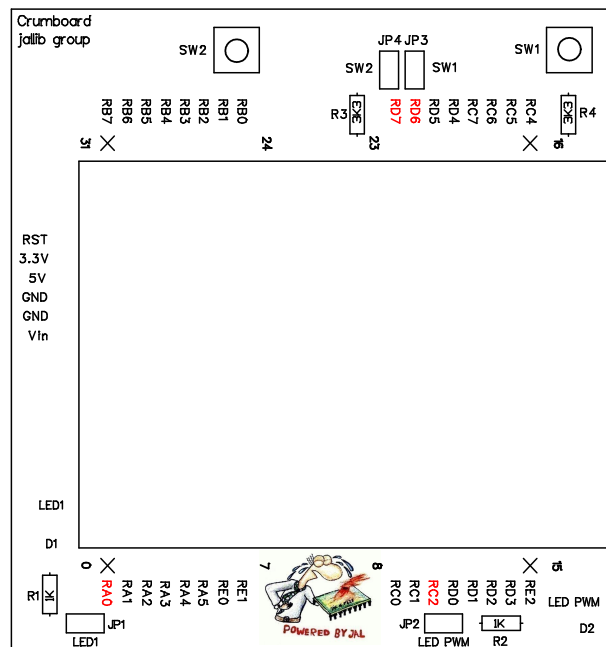 Crumboard
jallib group
SW2
JP4 JP3
SW2
SW1
SW1
R3
3K3
3K3
R4
RB7 RB6 RB5 RB4 RB3 RB2 RB1 RB0
RD7 RD6 RD5 RD4 RC7 RC6 RC5 RC4
31
24
23
16
RST
3.3V
5V
GND
GND
Vin
LED1
D1
0
7
8
15
R1
1K
RA0 RA1 RA2 RA3 RA4 RA5 RE0 RE1
RC0 RC1 RC2 RD0 RD1 RD2 RD3 RE2
LED PWM
JP1
LED1
POWERED BY JAL
JP2
LED PWM
1K
R2
D2